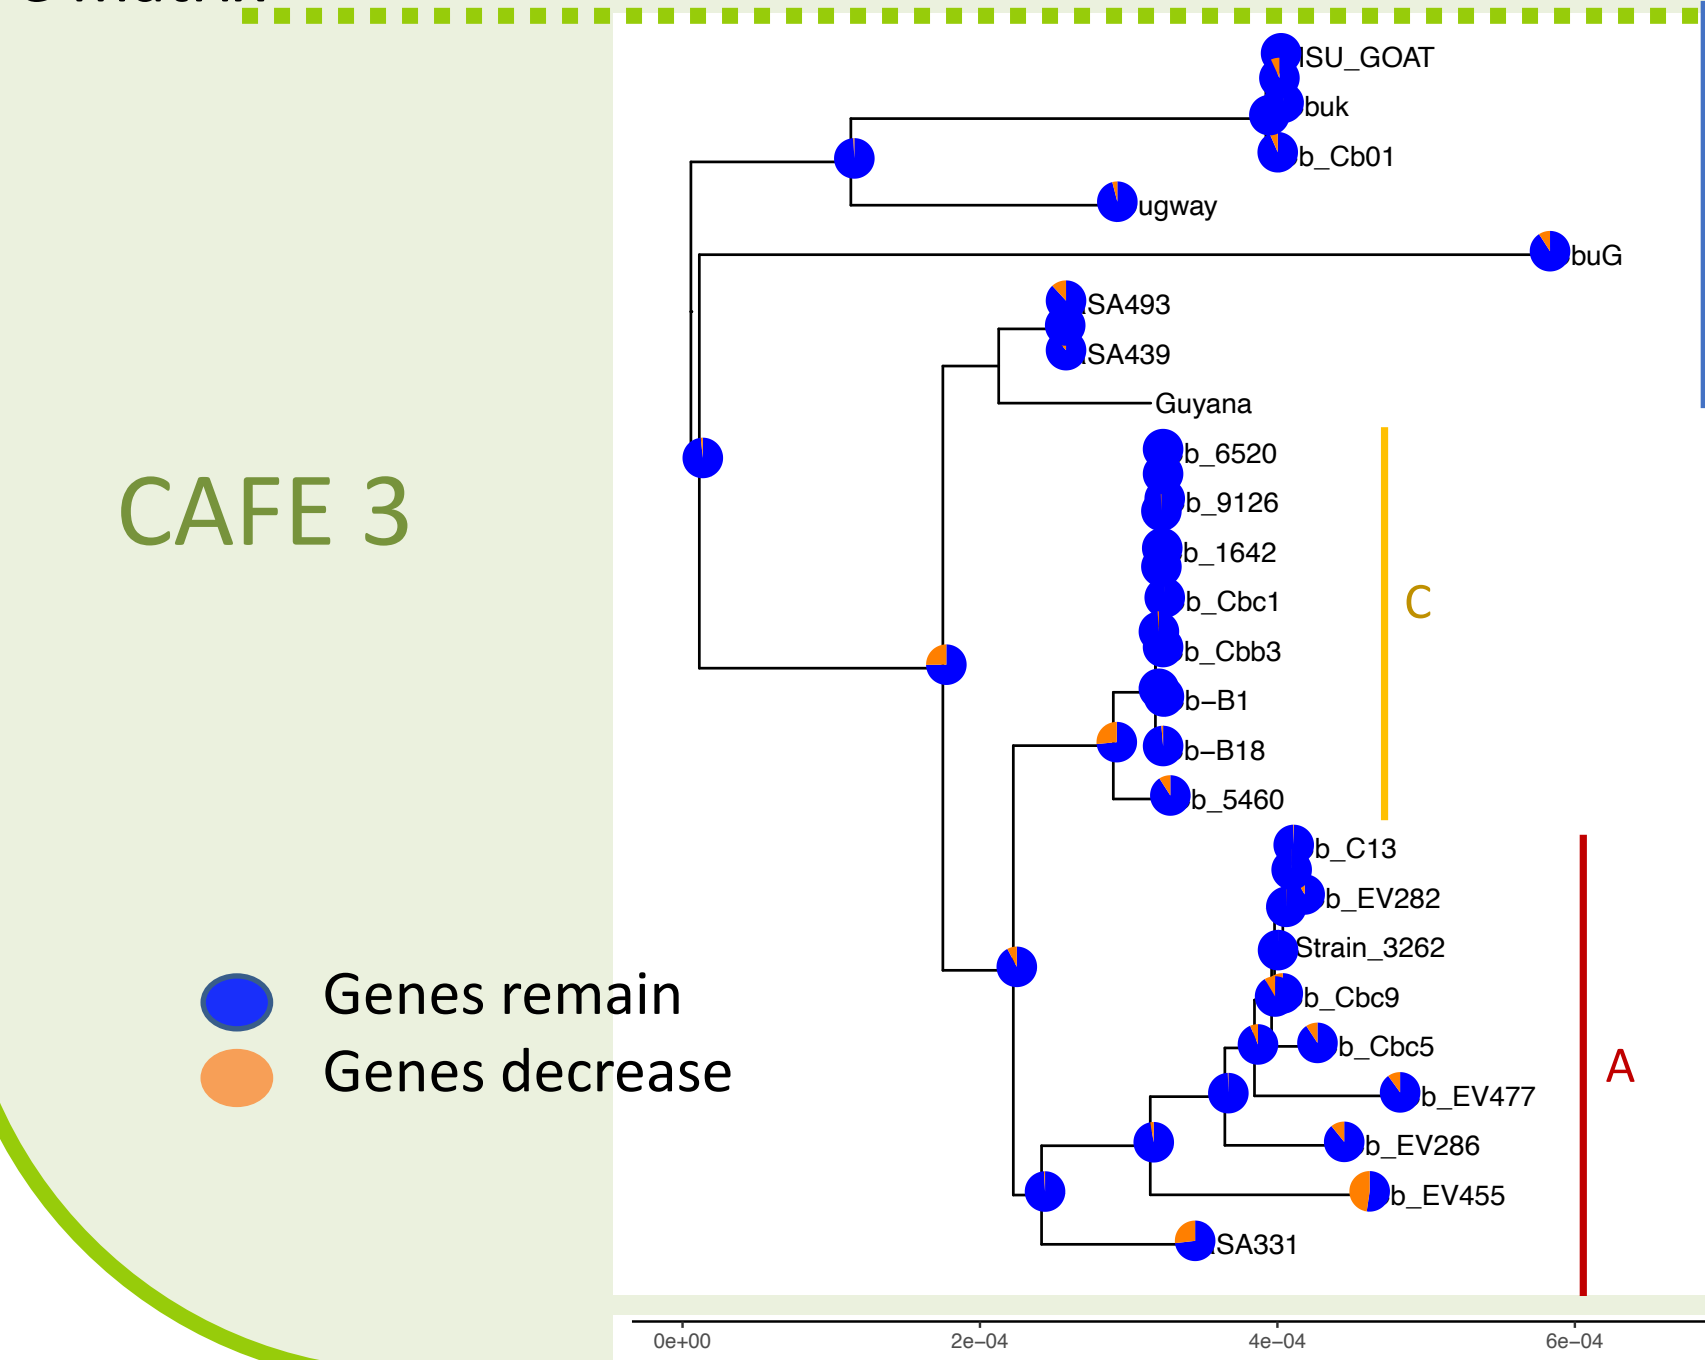 CAFE 3
Genes remain
Genes decrease
ISU_GOAT
buk
b_Cb01
ugway
buG
SA493
SA439
Guyana
b_6520
b_9126
b_1642
b_Cbc1
b_Cbb3
b−B1
b−B18
b_5460
C
b_C13
b_EV282
Strain_3262
b_Cbc9
b_Cbc5
b_EV477
b_EV286
b_EV455
SA331
A
0e+00 2e−04 4e−04 6e−04